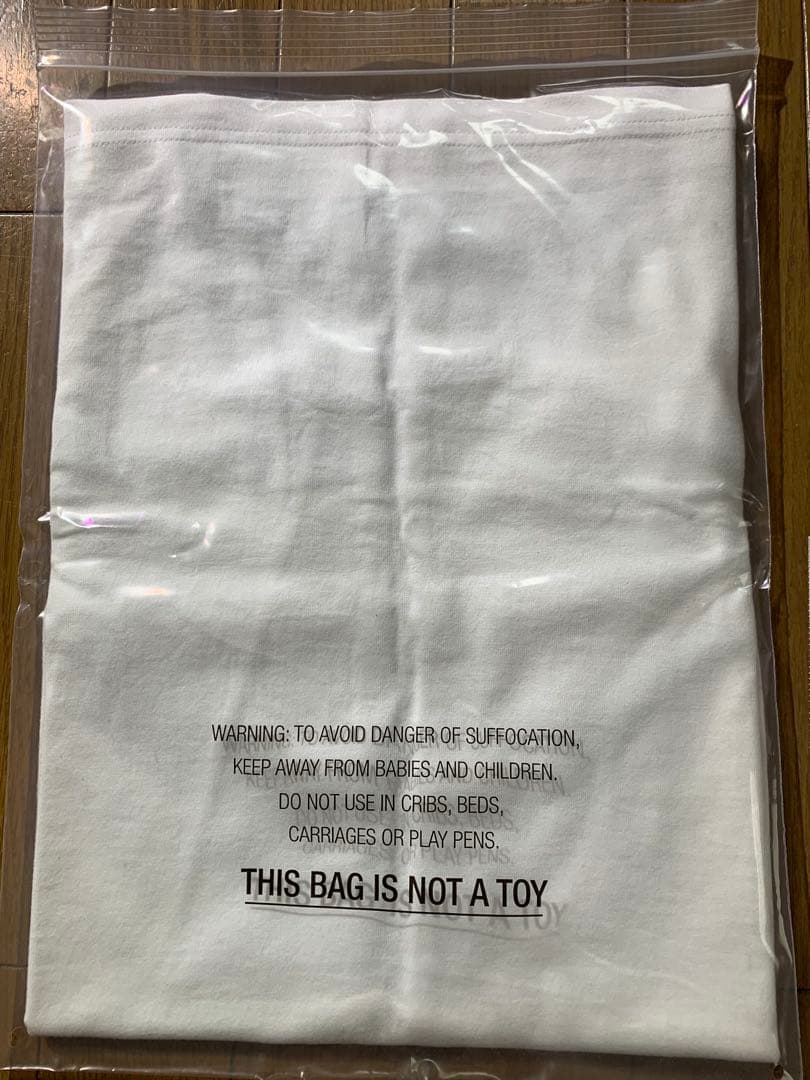 WARNING: TO AVOID DANGER OF SUFFOCATION,
KEEP AWAY FROM BABIES AND CHILDREN.
DO NOT USE IN CRIBS, BEDS,
CARRIAGES OR PLAY PENS.
THIS BAG IS NOT A TOY